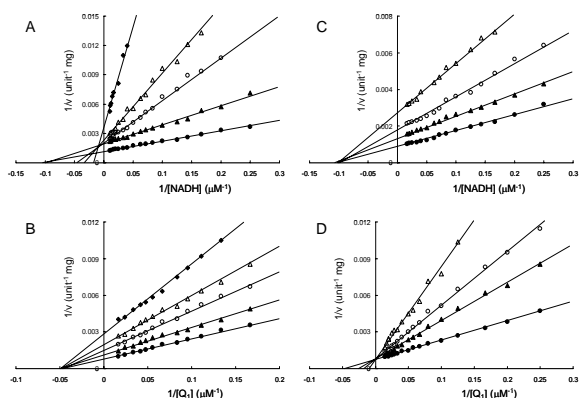 A
0.015
0.012
0.009
0.006
0.003
0
-0.15 -0.1 -0.05 0 0.05 0.1 0.15 0.2 0.25 0.3
1/v (unit⁻¹ mg)
1/[NADH] (μM⁻¹)
C
0.008
0.006
0.004
0.002
0
-0.15 -0.1 -0.05 0 0.05 0.1 0.15 0.2 0.25 0.3
1/v (unit⁻¹ mg)
1/[NADH] (μM⁻¹)
B
0.012
0.009
0.006
0.003
0
-0.1 -0.05 0 0.05 0.1 0.15 0.2
1/v (unit⁻¹ mg)
1/[Q₁] (μM⁻¹)
D
0.012
0.009
0.006
0.003
0
-0.1 -0.05 0 0.05 0.1 0.15 0.2 0.25 0.3
1/v (unit⁻¹ mg)
1/[Q₁] (μM⁻¹)